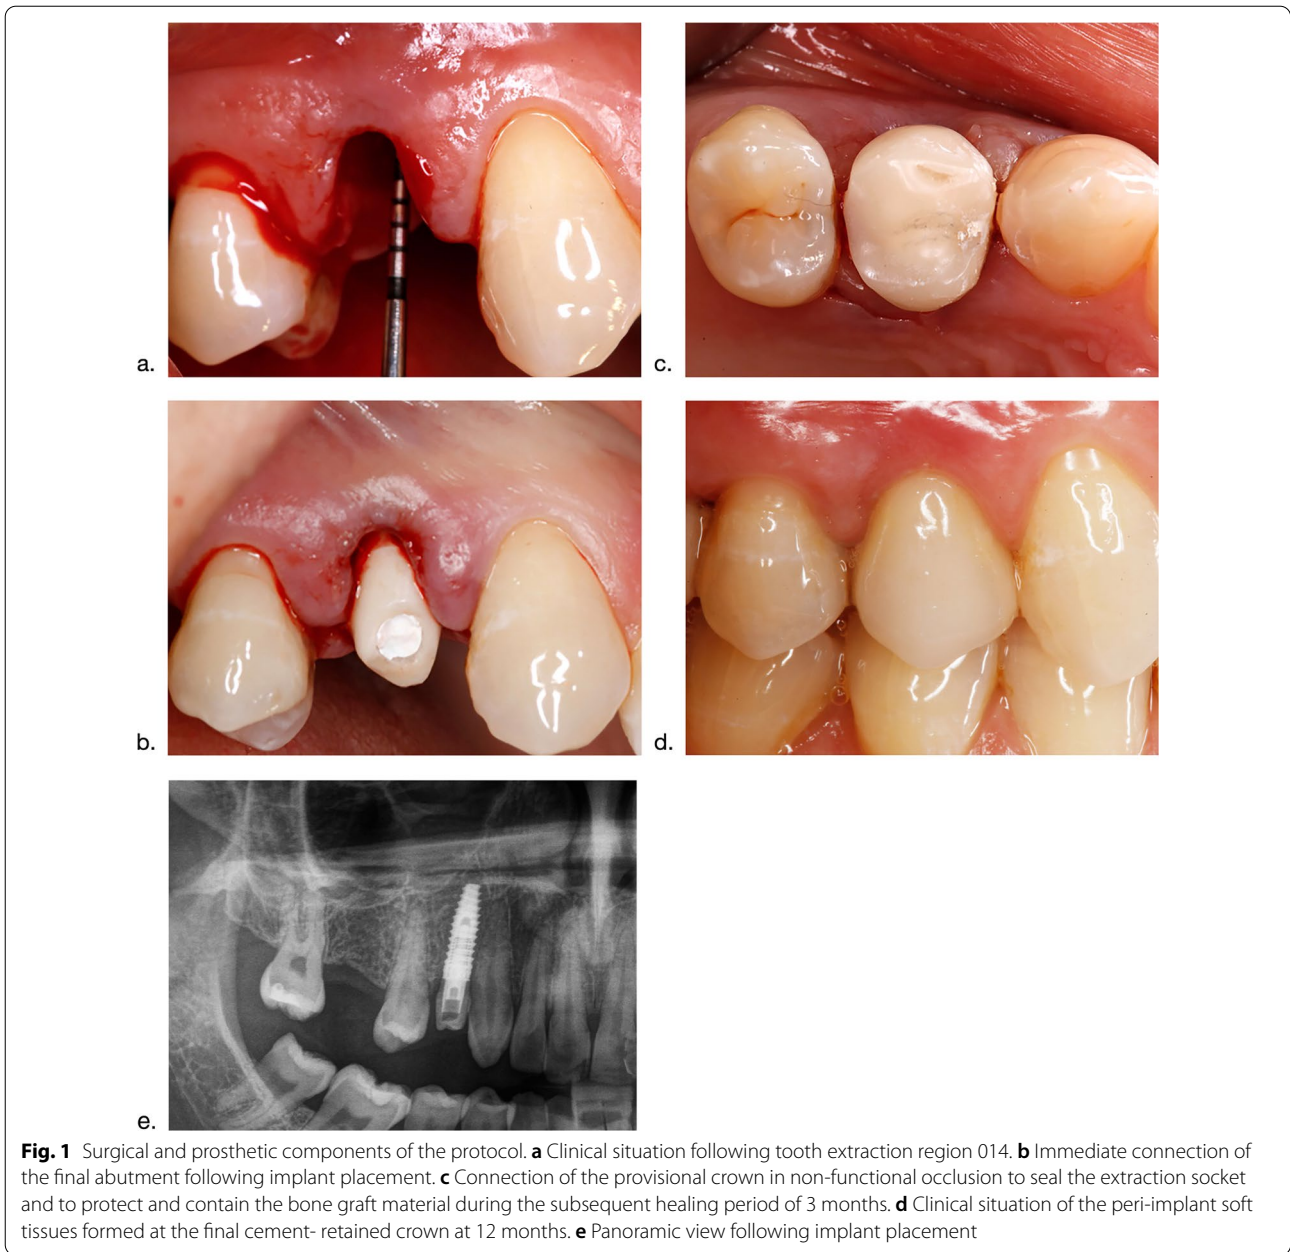 a.
c.
b.
d.
e.
Fig. 1 Surgical and prosthetic components of the protocol. a Clinical situation following tooth extraction region 014. b Immediate connection of
the final abutment following implant placement. c Connection of the provisional crown in non-functional occlusion to seal the extraction socket
and to protect and contain the bone graft material during the subsequent healing period of 3 months. d Clinical situation of the peri-implant soft
tissues formed at the final cement- retained crown at 12 months. e Panoramic view following implant placement